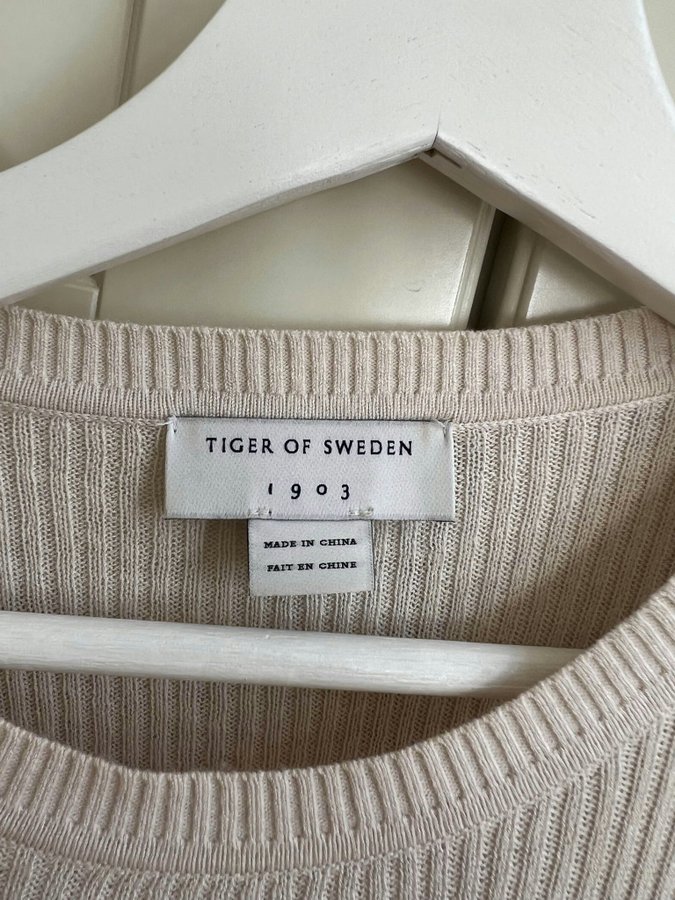 TIGER OF SWEDEN
1903
MADE IN CHINA
FAIT EN CHINE